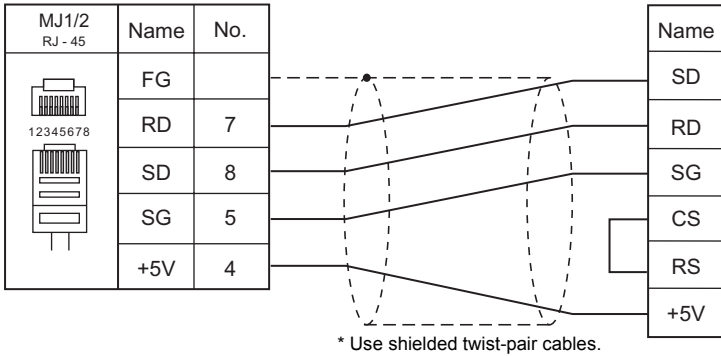 MJ1/2 Name No. Name
RJ - 45
FG SD
12345678 RD 7 RD
SD 8 SG
SG 5 CS
+5V 4 RS
+5V
* Use shielded twist-pair cables.